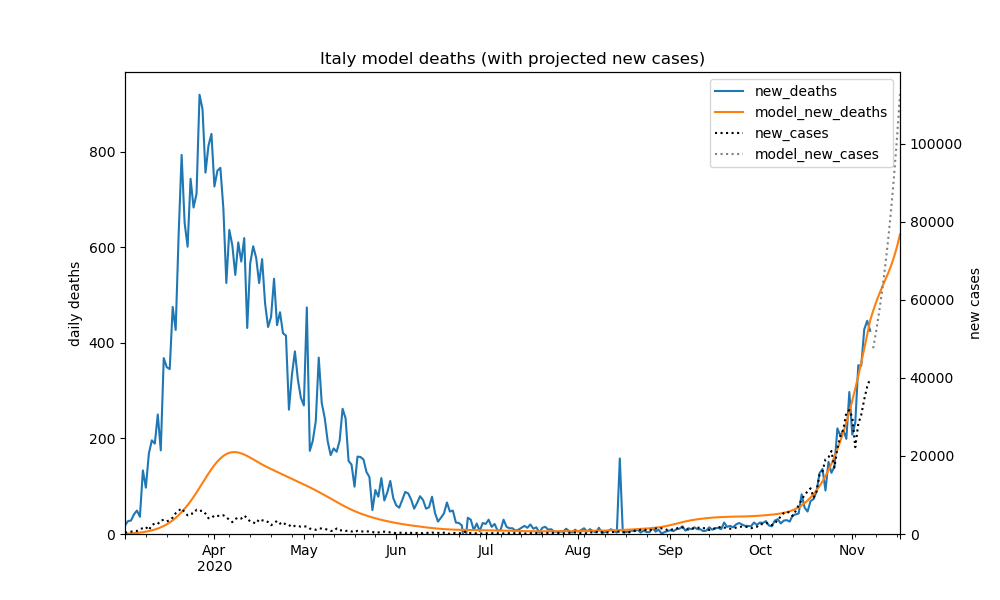 Italy model deaths (with projected new cases)
new_deaths
model_new_deaths
new_cases
model_new_cases
daily deaths
800
600
400
200
0
new cases
100000
80000
60000
40000
20000
0
Apr
2020
May
Jun
Jul
Aug
Sep
Oct
Nov